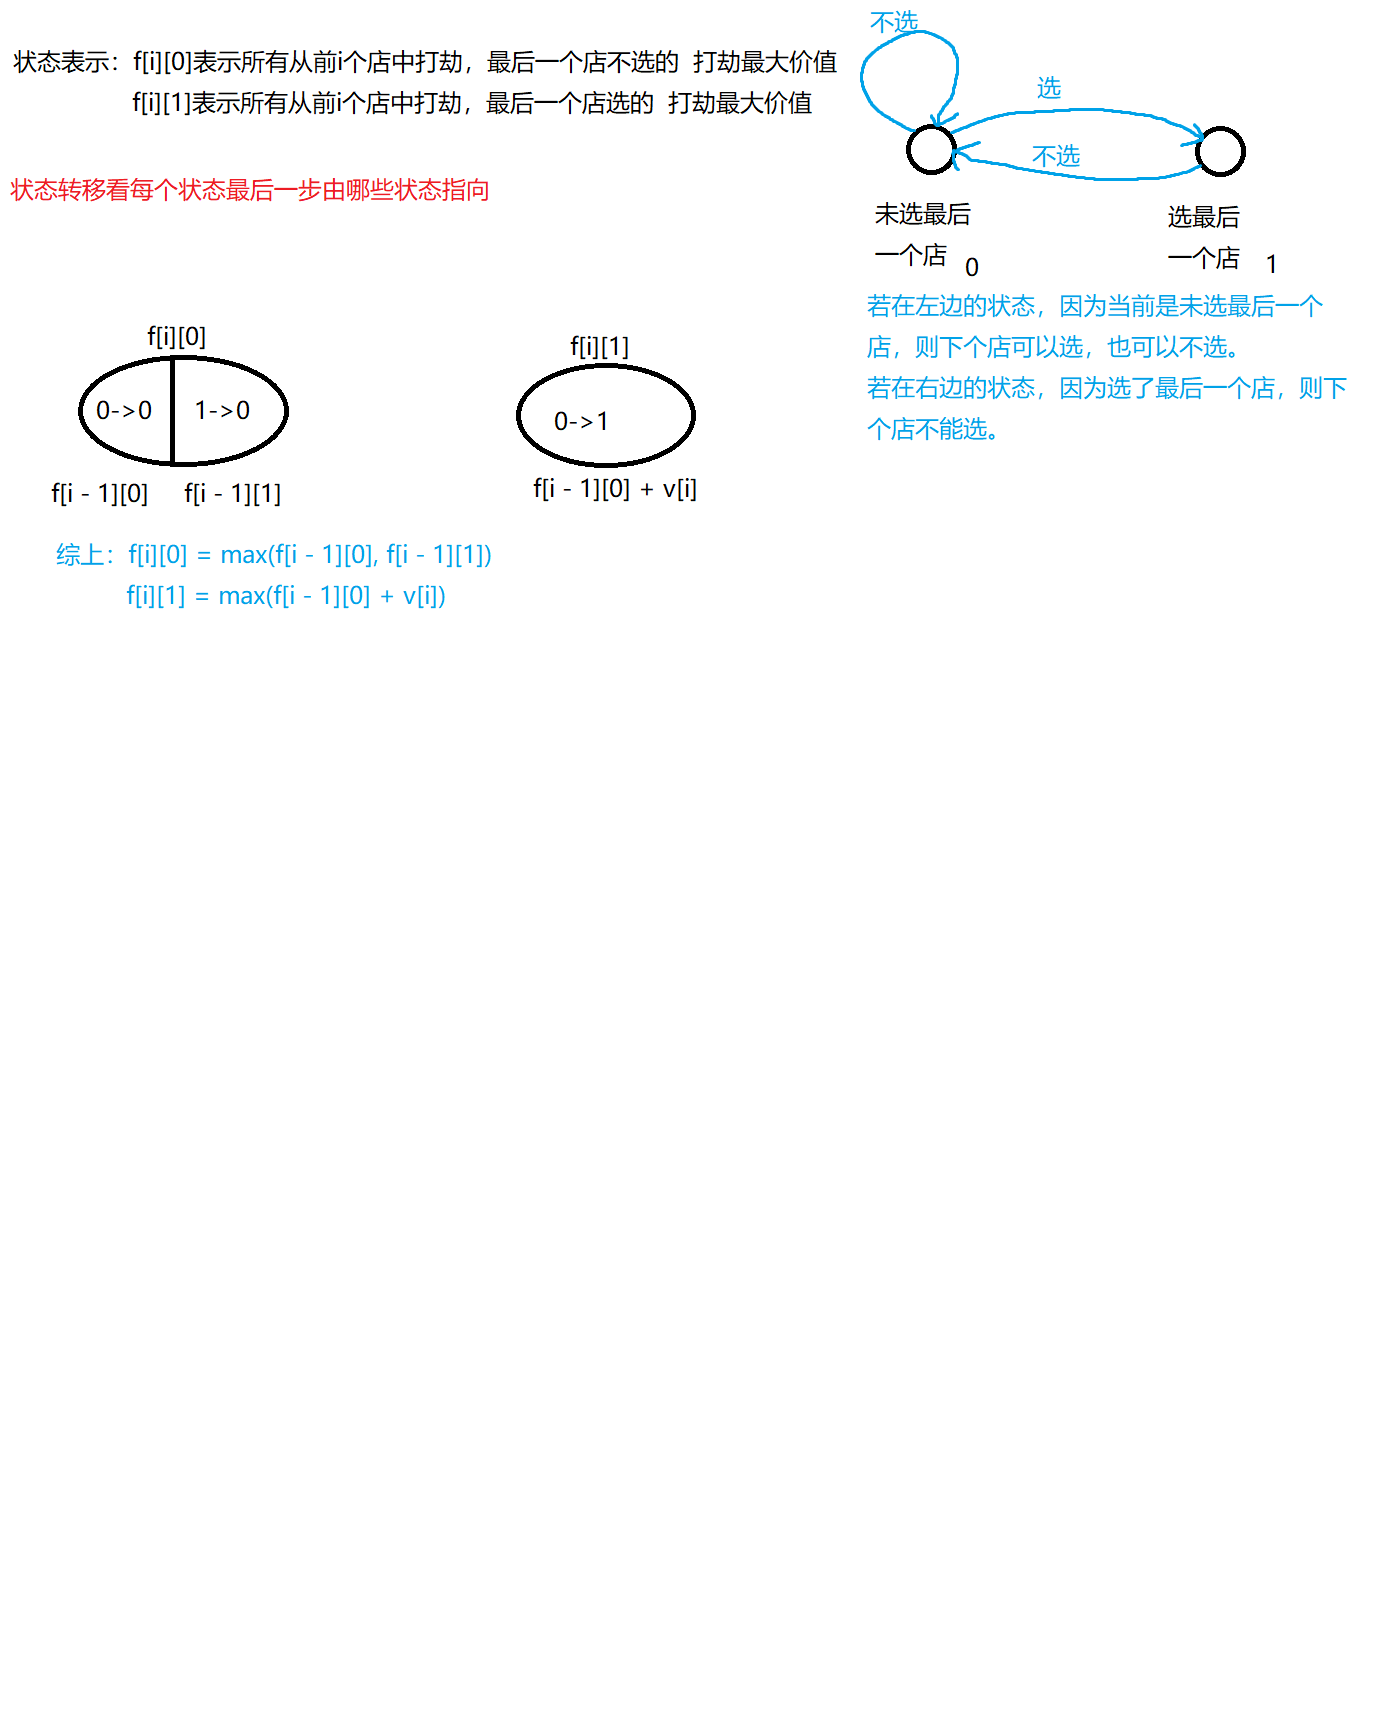 状态表示：f[i][0]表示所有从前i个店中打劫，最后一个店不选的 打劫最大价值
f[i][1]表示所有从前i个店中打劫，最后一个店选的 打劫最大价值
状态转移看每个状态最后一步由哪些状态指向
不选
选
不选
未选最后
一个店 0
选最后
一个店 1
若在左边的状态，因为当前是未选最后一个
店，则下个店可以选，也可以不选。
若在右边的状态，因为选了最后一个店，则下
个店不能选。
f[i][0]
0->0 1->0
f[i - 1][0] f[i - 1][1]
f[i][1]
0->1
f[i - 1][0] + v[i]
综上：f[i][0] = max(f[i - 1][0], f[i - 1][1])
f[i][1] = max(f[i - 1][0] + v[i])